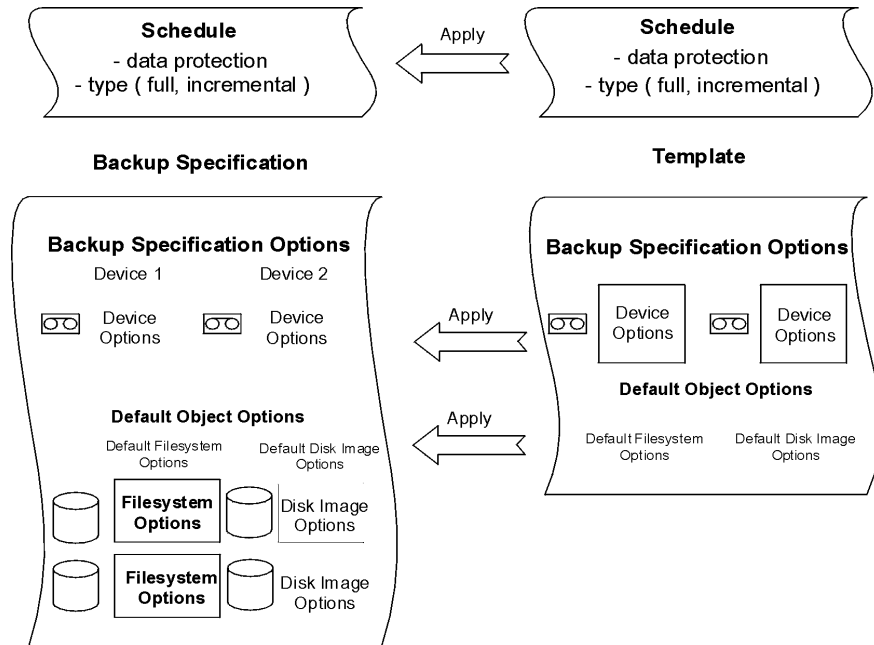 Schedule
- data protection
- type ( full, incremental )
Apply
Schedule
- data protection
- type ( full, incremental )
Backup Specification
Template
Backup Specification Options
Device 1
Device 2
Device
Options
Device
Options
Apply
Backup Specification Options
Device
Options
Device
Options
Default Object Options
Default Filesystem
Options
Default Disk Image
Options
Apply
Default Object Options
Default Filesystem
Options
Default Disk Image
Options
Filesystem
Options
Disk Image
Options
Filesystem
Options
Disk Image
Options